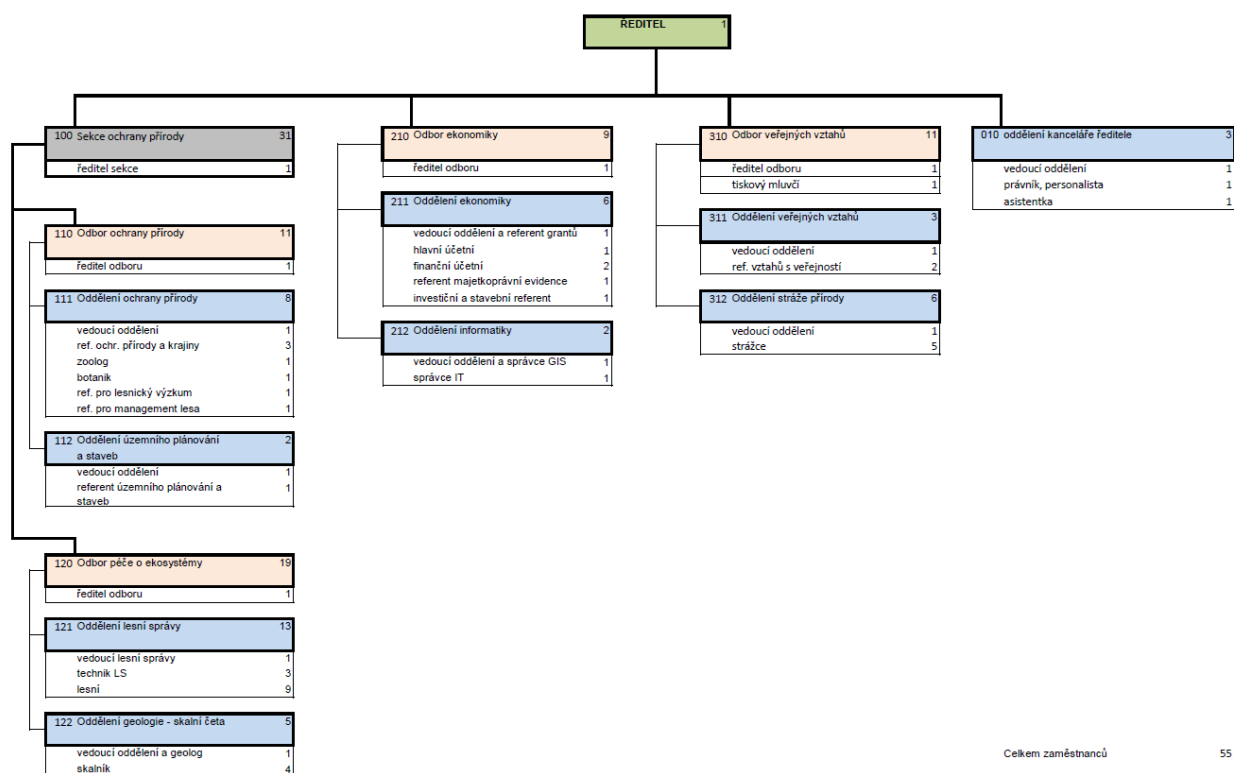 ŘEDITEL 1
100 Sekce ochrany přírody 31
ředitel sekce 1
110 Odbor ochrany přírody 11
ředitel odboru 1
111 Oddělení ochrany přírody 8
vedoucí oddělení 1
ref. ochr. přírody a krajiny 3
zoolog 1
botanik 1
ref. pro lesnický výzkum 1
ref. pro management lesa 1
112 Oddělení územního plánování 2
a staveb
vedoucí oddělení 1
referent územního plánování a 1
staveb
120 Odbor péče o ekosystémy 19
ředitel odboru 1
121 Oddělení lesní správy 13
vedoucí lesní správy 1
technik LS 3
lesní 9
122 Oddělení geologie - skalní četa 5
vedoucí oddělení a geolog 1
skalník 4
210 Odbor ekonomiky 9
ředitel odboru 1
211 Oddělení ekonomiky 6
vedoucí oddělení a referent grantů 1
hlavní účetní 1
finanční účetní 2
referent majetkoprávní evidence 1
investiční a stavební referent 1
212 Oddělení informatiky 2
vedoucí oddělení a správce GIS 1
správce IT 1
310 Odbor veřejných vztahů 11
ředitel odboru 1
tiskový mluvčí 1
311 Oddělení veřejných vztahů 3
vedoucí oddělení 1
ref. vztahů s veřejností 2
312 Oddělení stráže přírody 6
vedoucí oddělení 1
strážce 5
010 oddělení kanceláře ředitele 3
vedoucí oddělení 1
právník, personalista 1
asistentka 1
Celkem zaměstnanců 55